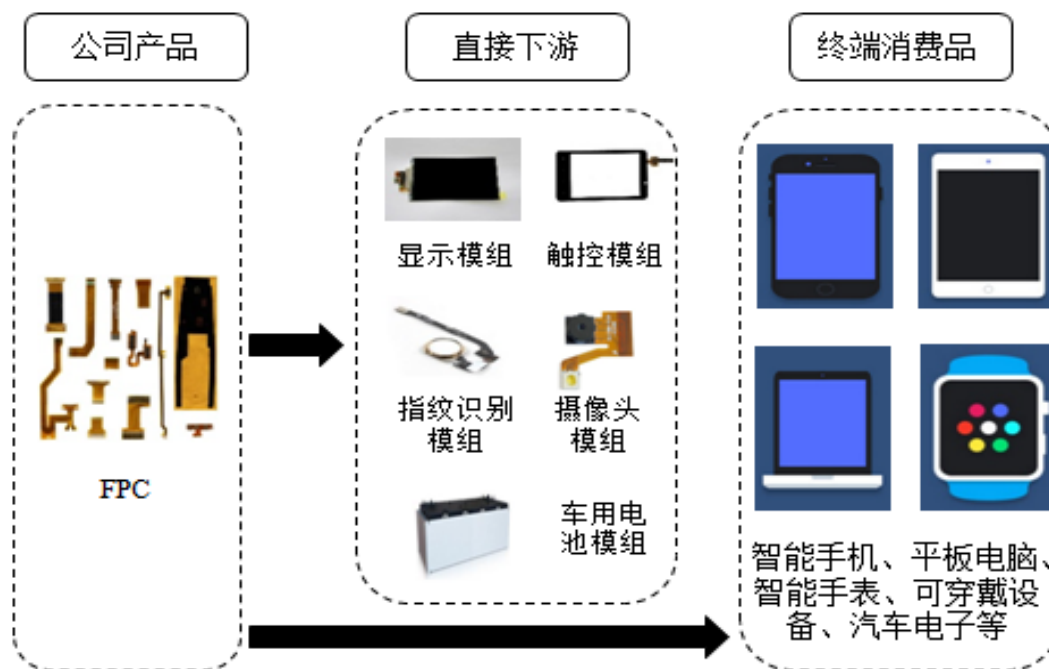 公司产品
直接下游
终端消费品
FPC
显示模组
触控模组
指纹识别
模组
摄像头
模组
车用电
池模组
智能手机、平板电脑、
智能手表、可穿戴设
备、汽车电子等